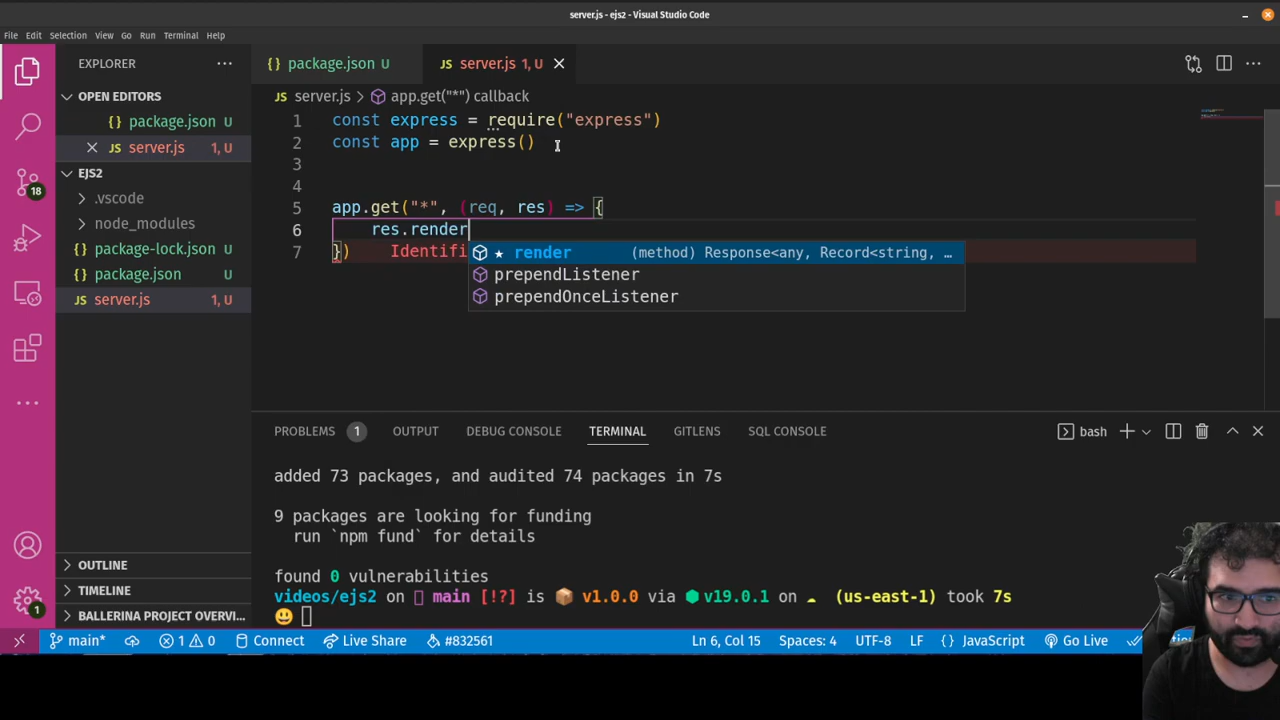 server.js - ejs2 - Visual Studio Code
File Edit Selection View Go Run Terminal Help
EXPLORER
OPEN EDITORS
package.json U
server.js 1, U
EJS2
.vscode
node_modules
package-lock.json U
package.json U
server.js 1, U
OUTLINE
TIMELINE
BALLERINA PROJECT OVERVI...
18
1
package.json U
server.js 1, U
server.js > app.get("*") callback
1 const express = require("express")
2 const app = express()
3
4
5 app.get("*", (req, res) => {
6 res.render
7 }) Identifi
render (method) Response<any, Record<string, …
prependListener
prependOnceListener
PROBLEMS 1 OUTPUT DEBUG CONSOLE TERMINAL GITLENS SQL CONSOLE bash
added 73 packages, and audited 74 packages in 7s
9 packages are looking for funding
run `npm fund` for details
found 0 vulnerabilities
videos/ejs2 on main [!?] is 📦 v1.0.0 via v19.0.1 on ☁ (us-east-1) took 7s
main* 1 0 Connect Live Share #832561 Ln 6, Col 15 Spaces: 4 UTF-8 LF {} JavaScript Go Live